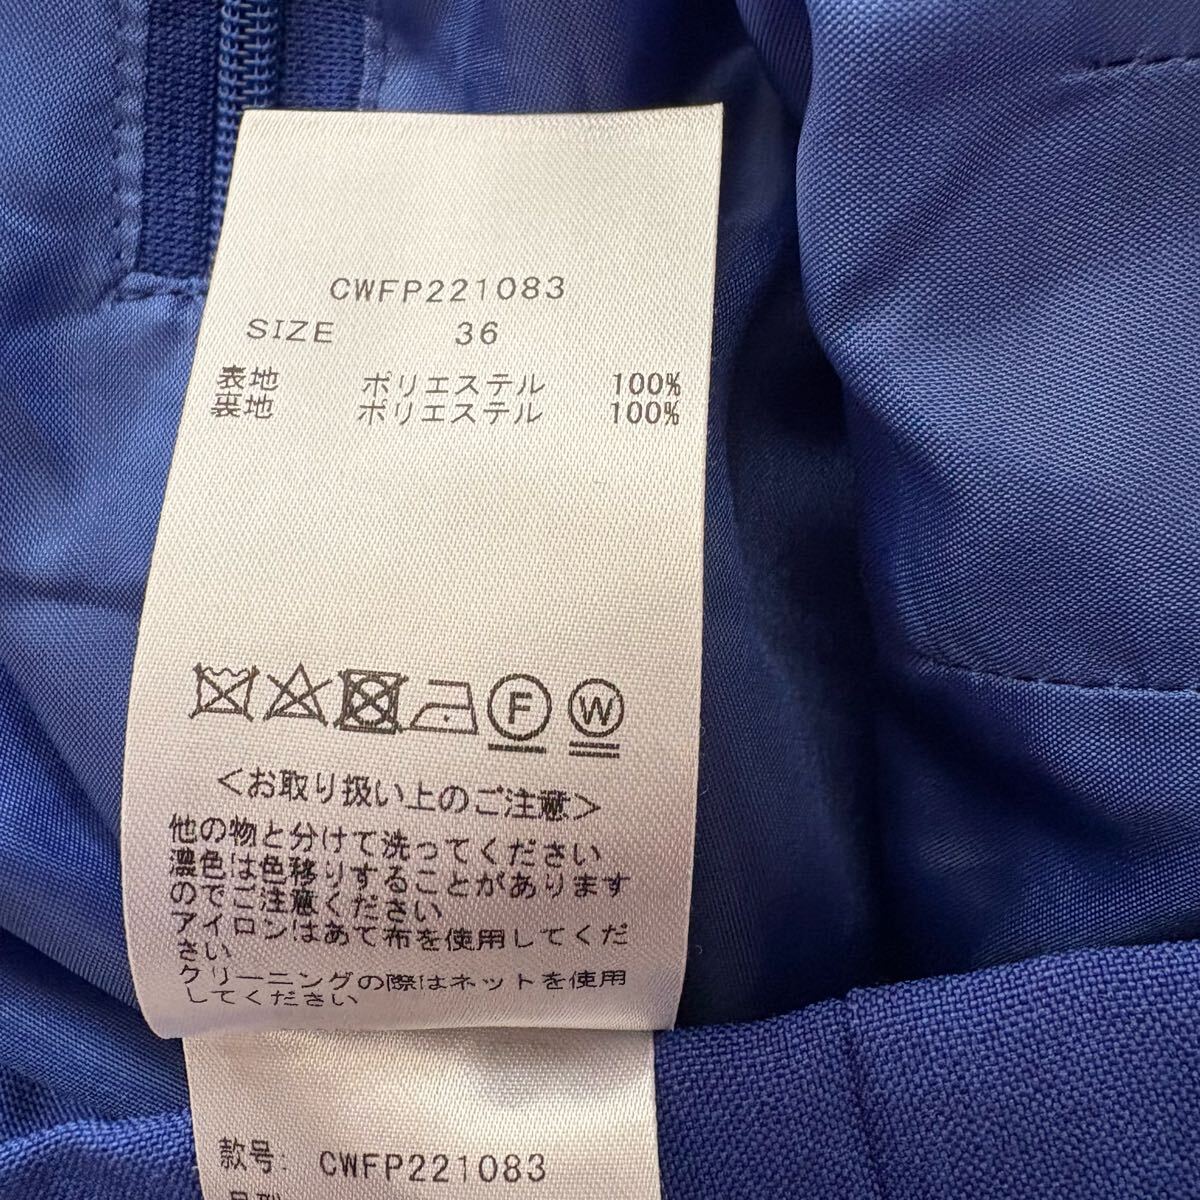 CWFP221083
SIZE 36
表地 ポリエステル 100%
裏地 ポリエステル 100%
F W
<お取り扱い上のご注意>
他の物と分けて洗ってください
濃色は色移りすることがあります
のでご注意ください
アイロンはあて布を使用してくだ
さい
クリーニングの際はネットを使用
してください
款号: CWFP221083